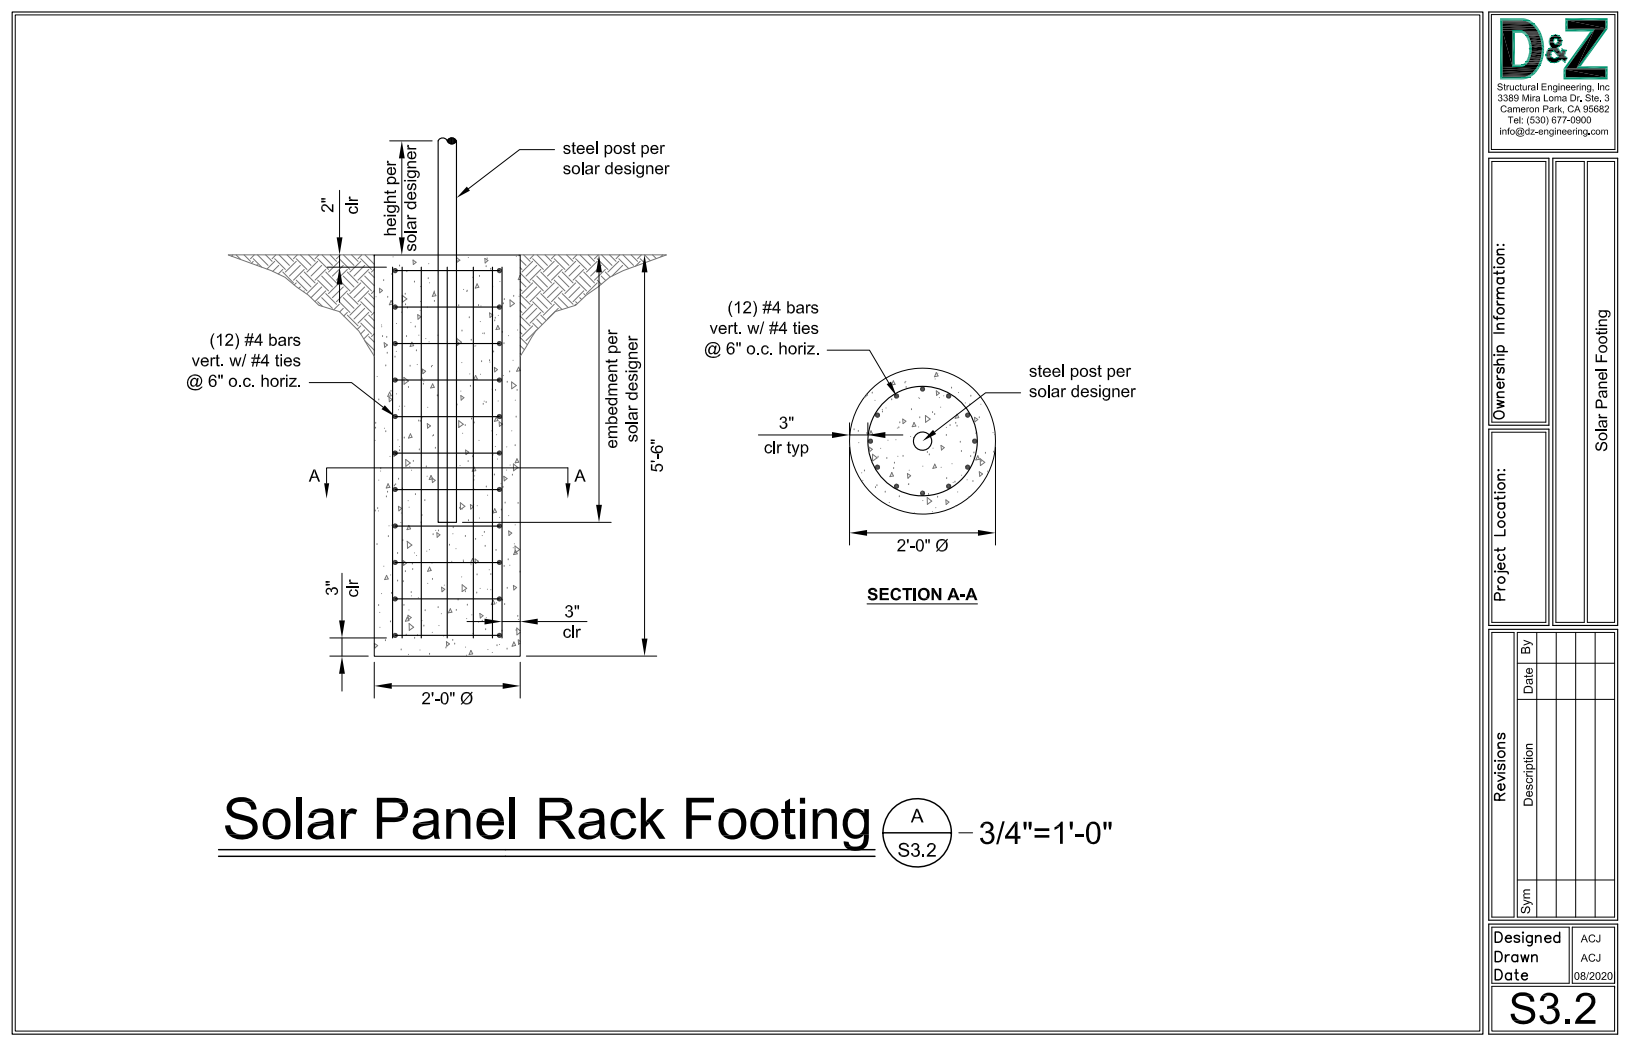 steel post per
solar designer
height per
solar designer
2"
clr
(12) #4 bars
vert. w/ #4 ties
@ 6" o.c. horiz.
embedment per
solar designer
5'-6"
A
A
3"
clr
3"
clr
2'-0" Ø
(12) #4 bars
vert. w/ #4 ties
@ 6" o.c. horiz.
steel post per
solar designer
3"
clr typ
2'-0" Ø
SECTION A-A
Solar Panel Rack Footing
A
S3.2
3/4"=1'-0"
D&Z
Structural Engineering, Inc
3389 Mira Loma Dr, Ste, 3
Cameron Park, CA 95682
Tel: (530) 677-0900
info@dz-engineering.com
Ownership Information:
Project Location:
Solar Panel Footing
Revisions
Sym
Description
Date
By
Designed ACJ
Drawn ACJ
Date 08/2020
S3.2